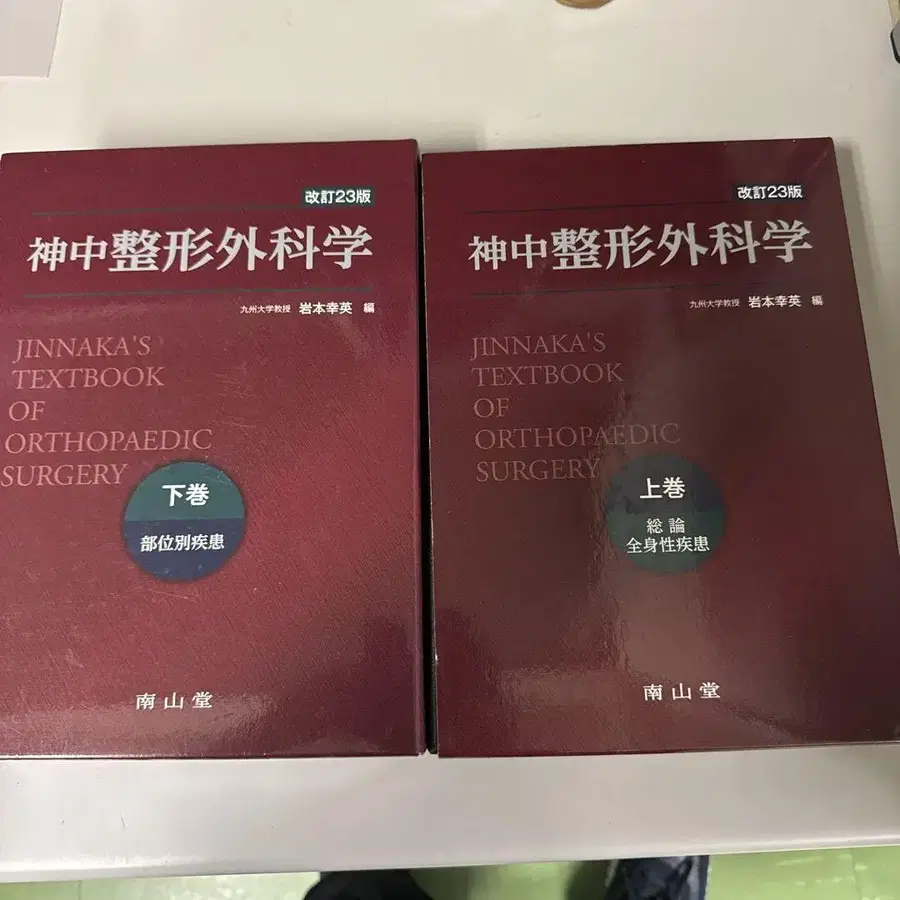 改訂23版
神中整形外科学
九州大学教授 岩本幸英 編
JINNAKA'S
TEXTBOOK
OF
ORTHOPAEDIC
SURGERY
下巻
部位別疾患
南山堂
改訂23版
神中整形外科学
九州大学教授 岩本幸英 編
JINNAKA'S
TEXTBOOK
OF
ORTHOPAEDIC
SURGERY
上巻
総論
全身性疾患
南山堂